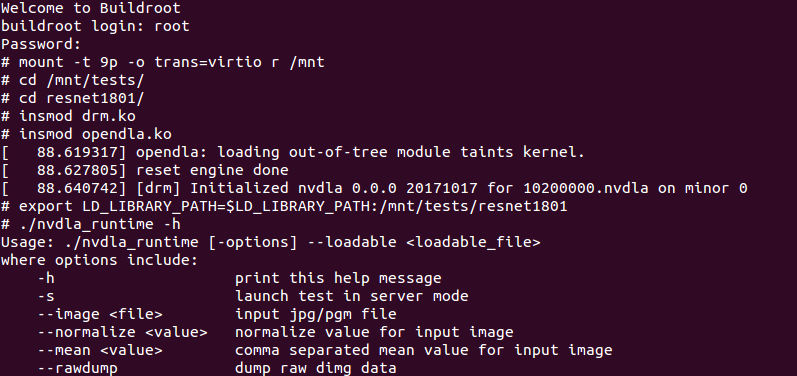 Welcome to Buildroot
buildroot login: root
Password:
# mount -t 9p -o trans=virtio r /mnt
# cd /mnt/tests/
# cd resnet1801/
# insmod drm.ko
# insmod opendla.ko
[   88.619317] opendla: loading out-of-tree module taints kernel.
[   88.627805] reset engine done
[   88.640742] [drm] Initialized nvdla 0.0.0 20171017 for 10200000.nvdla on minor 0
# export LD_LIBRARY_PATH=$LD_LIBRARY_PATH:/mnt/tests/resnet1801
# ./nvdla_runtime -h
Usage: ./nvdla_runtime [-options] --loadable <loadable_file>
where options include:
    -h                    print this help message
    -s                    launch test in server mode
    --image <file>        input jpg/pgm file
    --normalize <value>   normalize value for input image
    --mean <value>        comma separated mean value for input image
    --rawdump             dump raw dimg data